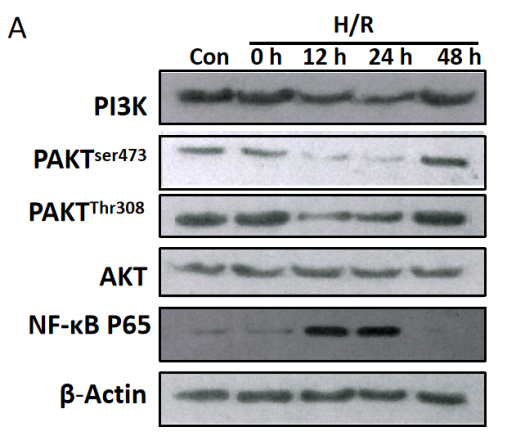 A
H/R
Con 0 h 12 h 24 h 48 h
PI3K
PAKTser473
PAKTThr308
AKT
NF-κB P65
β-Actin